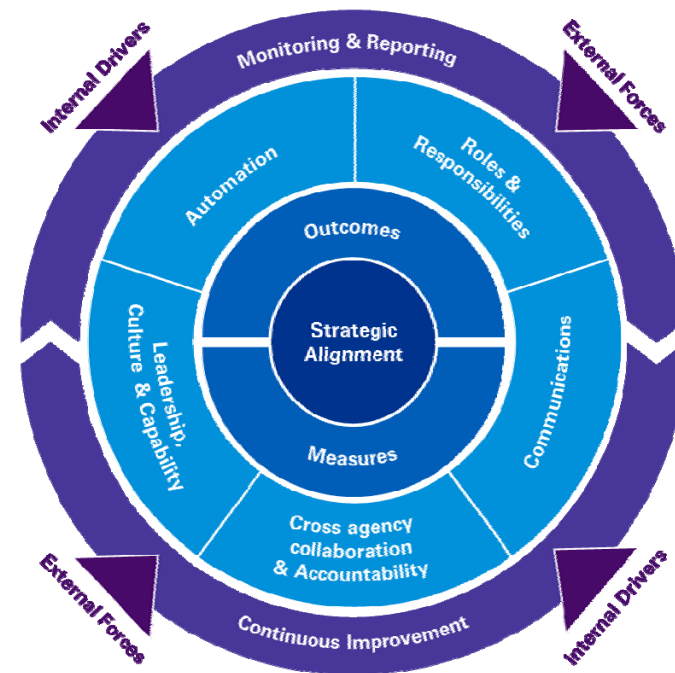 Internal Drivers
Monitoring & Reporting
External Forces
Automation
Roles &
Responsibilities
Outcomes
Strategic
Alignment
Leadership,
Culture & Capability
Communications
Measures
Cross agency
collaboration
& Accountability
External Forces
Continuous Improvement
Internal Drivers